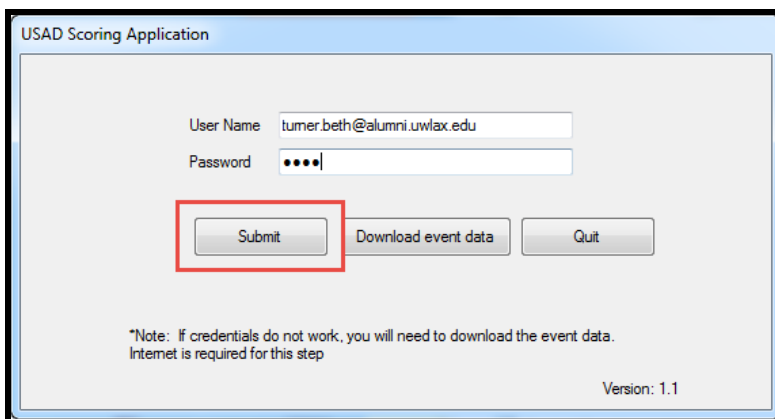 USAD Scoring Application
User Name turner.beth@alumni.uwlax.edu
Password ●●●●
Submit Download event data Quit
*Note: If credentials do not work, you will need to download the event data.
Internet is required for this step
Version: 1.1